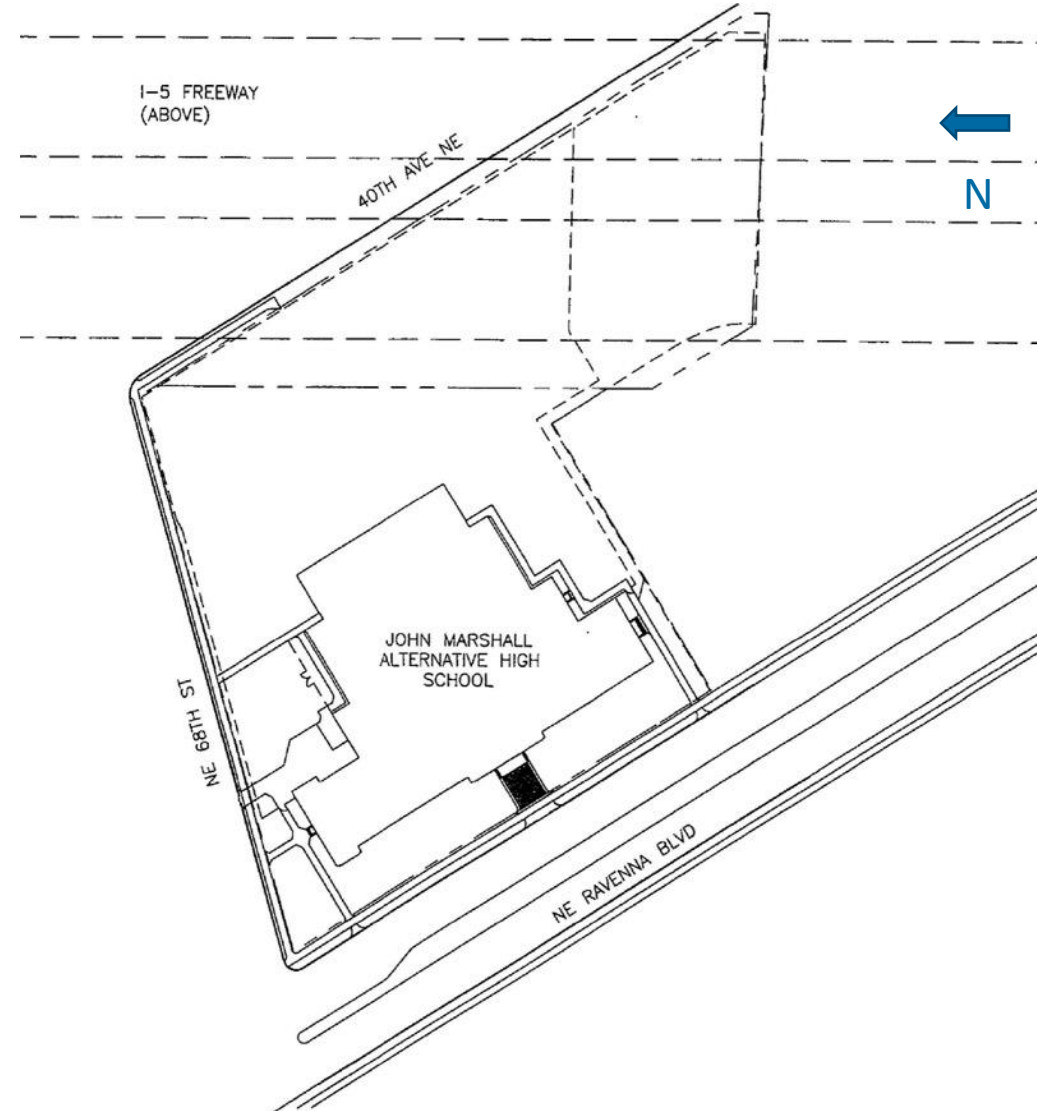 I-5 FREEWAY
(ABOVE)
40TH AVE NE
N
JOHN MARSHALL
ALTERNATIVE HIGH
SCHOOL
NE 68TH ST
NE RAVENNA BLVD